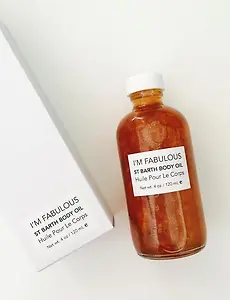 I'M FABULOUS
ST BARTH BODY OIL
Huile Pour Le Corps
Net wt. 4 oz / 120 mL e
I'M FABULOUS
ST BARTH BODY OIL
Huile Pour Le Corps
Net wt. 4 oz / 120 mL e